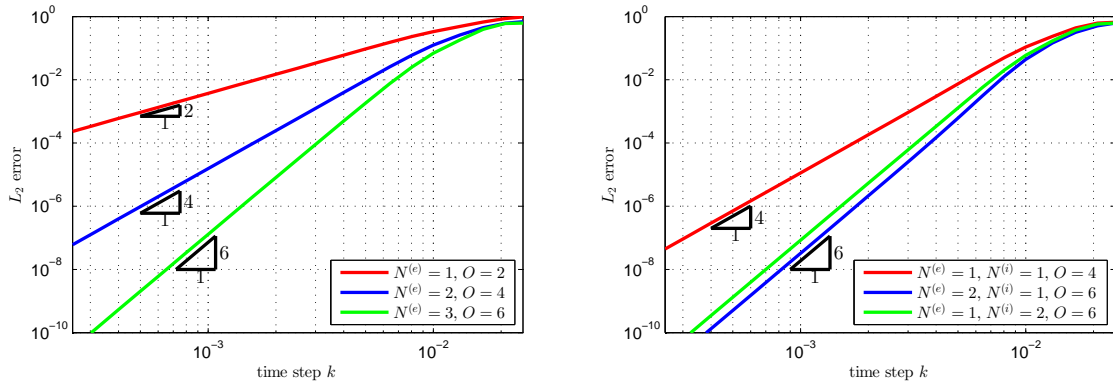 10^0
10^{-2}
10^{-4}
10^{-6}
10^{-8}
10^{-10}
L_2 error
2
1
4
1
6
1
N^{(e)} = 1, O = 2
N^{(e)} = 2, O = 4
N^{(e)} = 3, O = 6
10^{-3}
10^{-2}
time step k
10^0
10^{-2}
10^{-4}
10^{-6}
10^{-8}
10^{-10}
L_2 error
4
1
6
1
N^{(e)} = 1, N^{(i)} = 1, O = 4
N^{(e)} = 2, N^{(i)} = 1, O = 6
N^{(e)} = 1, N^{(i)} = 2, O = 6
10^{-3}
10^{-2}
time step k